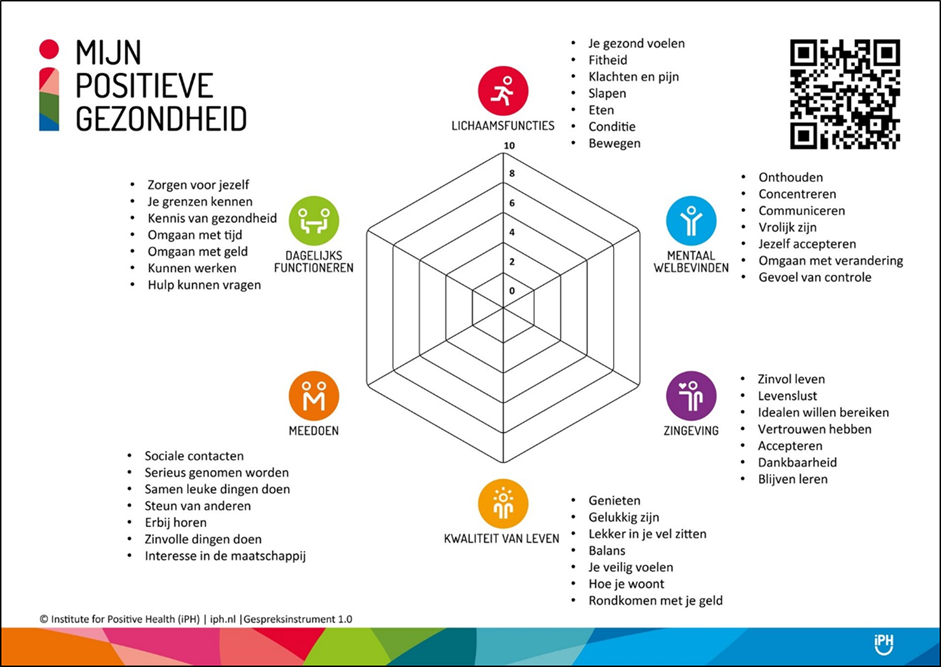 MIJN
POSITIEVE
GEZONDHEID
LICHAAMSFUNCTIES
• Je gezond voelen
• Fitheid
• Klachten en pijn
• Slapen
• Eten
• Conditie
• Bewegen
10
8
6
4
2
0
MENTAAL
WELBEVINDEN
• Onthouden
• Concentreren
• Communiceren
• Vrolijk zijn
• Jezelf accepteren
• Omgaan met verandering
• Gevoel van controle
ZINGEVING
• Zinvol leven
• Levenslust
• Idealen willen bereiken
• Vertrouwen hebben
• Accepteren
• Dankbaarheid
• Blijven leren
KWALITEIT VAN LEVEN
• Genieten
• Gelukkig zijn
• Lekker in je vel zitten
• Balans
• Je veilig voelen
• Hoe je woont
• Rondkomen met je geld
MEEDOEN
• Sociale contacten
• Serieus genomen worden
• Samen leuke dingen doen
• Steun van anderen
• Erbij horen
• Zinvolle dingen doen
• Interesse in de maatschappij
DAGELIJKS
FUNCTIONEREN
• Zorgen voor jezelf
• Je grenzen kennen
• Kennis van gezondheid
• Omgaan met tijd
• Omgaan met geld
• Kunnen werken
• Hulp kunnen vragen
© Institute for Positive Health (iPH) | iph.nl |Gespreksinstrument 1.0
iPH